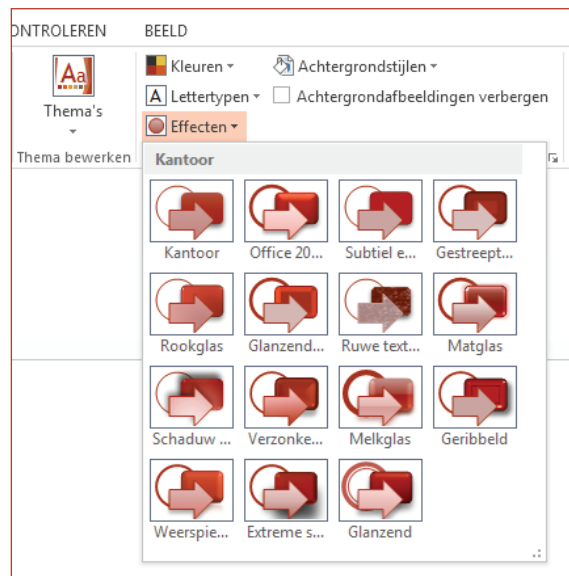 ONTROLEREN BEELD
Aa
Thema's
Kleuren
Achtergrondstijlen
A Lettertypen
Achtergrondafbeeldingen verbergen
Effecten
Thema bewerken
Kantoor
Kantoor Office 20... Subtiel e... Gestreept...
Rookglas Glanzend... Ruwe text... Matglas
Schaduw ... Verzonke... Melkglas Geribbeld
Weerspie... Extreme s... Glanzend